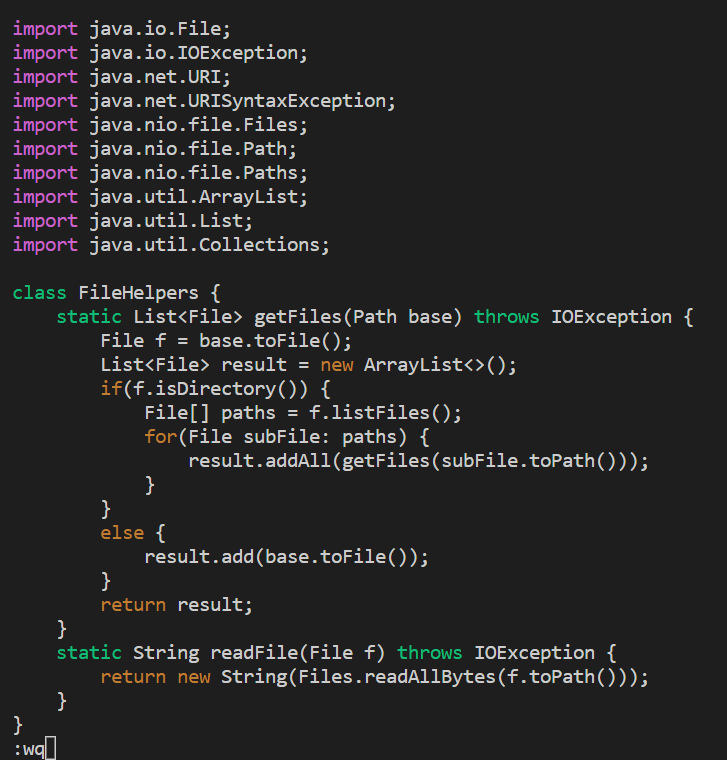 import java.io.File;
import java.io.IOException;
import java.net.URI;
import java.net.URISyntaxException;
import java.nio.file.Files;
import java.nio.file.Path;
import java.nio.file.Paths;
import java.util.ArrayList;
import java.util.List;
import java.util.Collections;

class FileHelpers {
    static List<File> getFiles(Path base) throws IOException {
        File f = base.toFile();
        List<File> result = new ArrayList<>();
        if(f.isDirectory()) {
            File[] paths = f.listFiles();
            for(File subFile: paths) {
                result.addAll(getFiles(subFile.toPath()));
            }
        }
        else {
            result.add(base.toFile());
        }
        return result;
    }
    static String readFile(File f) throws IOException {
        return new String(Files.readAllBytes(f.toPath()));
    }
}
:wq